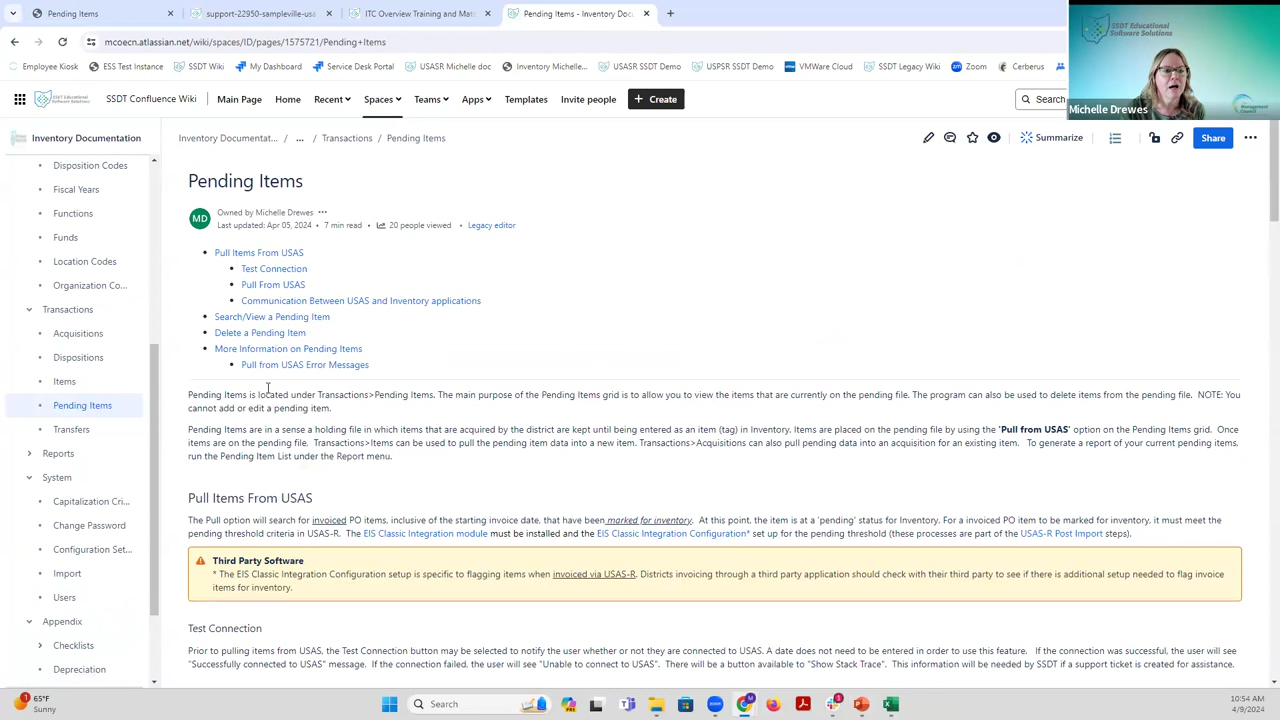 support-22950-sampleville-usa
ITC Overview Training and Mat
Pending Items - Inventory Doc
mcoecn.atlassian.net/wiki/spaces/ID/pages/1575721/Pending+Items
Employee Kiosk
ESS Test Instance
SSDT Wiki
My Dashboard
Service Desk Portal
USASR Michelle doc
Inventory Michelle...
USASR SSDT Demo
USPSR SSDT Demo
VMWare Cloud
SSDT Legacy Wiki
Zoom
Cerberus
SSDT Educational
Software Solutions
Management
Council
Michelle Drewes
SSDT Confluence Wiki
Main Page
Home
Recent
Spaces
Teams
Apps
Templates
Invite people
+ Create
Search
Inventory Documentation
Inventory Documentat... / ... / Transactions / Pending Items
Summarize
Share
Disposition Codes
Fiscal Years
Functions
Funds
Location Codes
Organization Co...
Transactions
Acquisitions
Dispositions
Items
Pending Items
Transfers
Reports
System
Capitalization Cri...
Change Password
Configuration Set...
Import
Users
Appendix
Checklists
Depreciation
Pending Items
MD
Owned by Michelle Drewes
Last updated: Apr 05, 2024 • 7 min read • 20 people viewed • Legacy editor
• Pull Items From USAS
• Test Connection
• Pull From USAS
• Communication Between USAS and Inventory applications
• Search/View a Pending Item
• Delete a Pending Item
• More Information on Pending Items
• Pull from USAS Error Messages
Pending Items is located under Transactions>Pending Items. The main purpose of the Pending Items grid is to allow you to view the items that are currently on the pending file. The program can also be used to delete items from the pending file. NOTE: You
cannot add or edit a pending item.
Pending Items are in a sense a holding file in which items that are acquired by the district are kept until being entered as an item (tag) in Inventory. Items are placed on the pending file by using the 'Pull from USAS' option on the Pending Items grid. Once
items are on the pending file. Transactions>Items can be used to pull the pending item data into a new item. Transactions>Acquisitions can also pull pending data into an acquisition for an existing item. To generate a report of your current pending items,
run the Pending Item List under the Report menu.
Pull Items From USAS
The Pull option will search for invoiced PO items, inclusive of the starting invoice date, that have been marked for inventory. At this point, the item is at a 'pending' status for Inventory. For a invoiced PO item to be marked for inventory, it must meet the
pending threshold criteria in USAS-R. The EIS Classic Integration module must be installed and the EIS Classic Integration Configuration* set up for the pending threshold (these processes are part of the USAS-R Post Import steps).
Third Party Software
* The EIS Classic Integration Configuration setup is specific to flagging items when invoiced via USAS-R. Districts invoicing through a third party application should check with their third party to see if there is additional setup needed to flag invoice
items for inventory.
Test Connection
Prior to pulling items from USAS, the Test Connection button may be selected to notify the user whether or not they are connected to USAS. A date does not need to be entered in order to use this feature. If the connection was successful, the user will see
"Successfully connected to USAS" message. If the connection failed, the user will see "Unable to connect to USAS". There will be a button available to "Show Stack Trace". This information will be needed by SSDT if a support ticket is created for assistance.
1
65°F
Sunny
Search
10:54 AM
4/9/2024